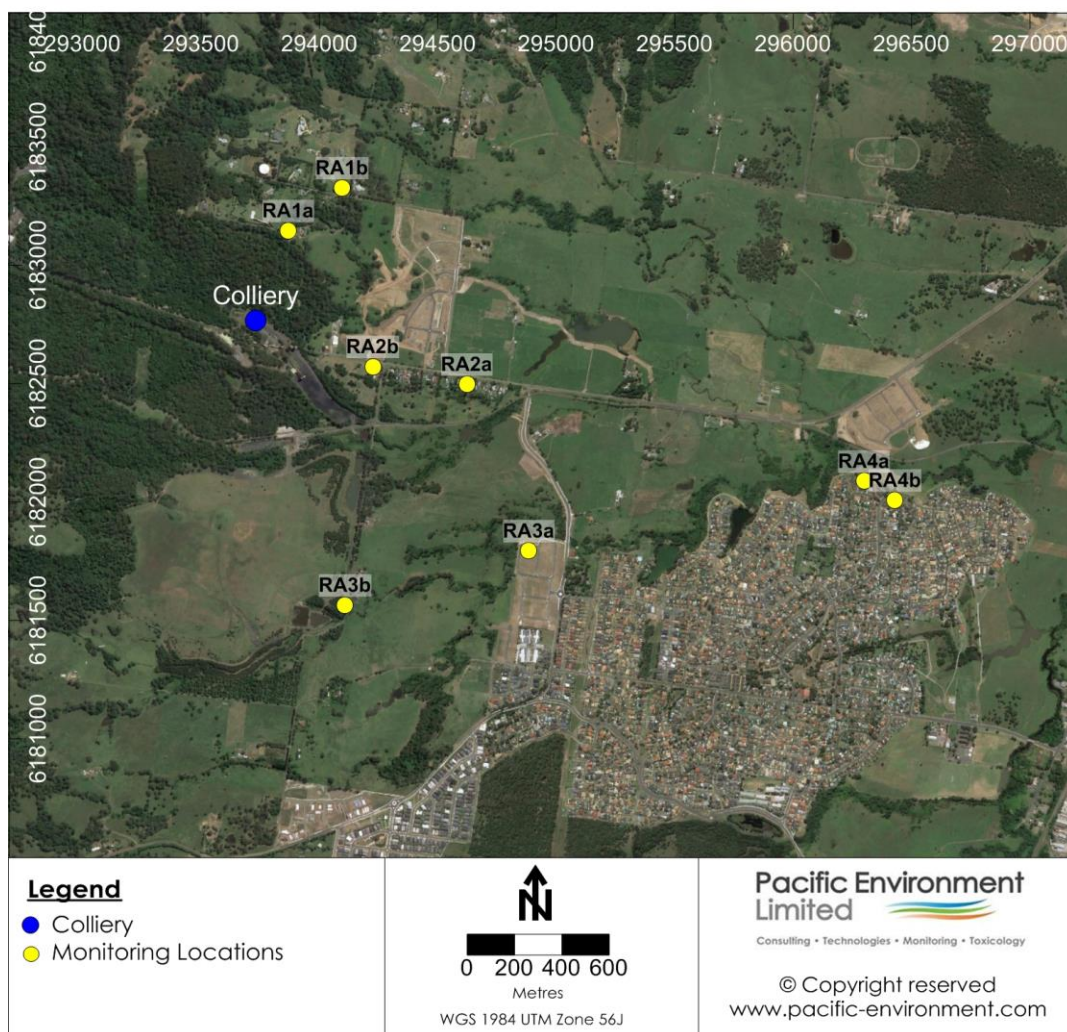 293000 293500 294000 294500 295000 295500 296000 296500 297000
618400
6183500
6183000
6182500
6182000
6181500
6181000
RA1b
RA1a
Colliery
RA2b
RA2a
RA4a
RA4b
RA3a
RA3b
Legend
Colliery
Monitoring Locations
N
0 200 400 600
Metres
WGS 1984 UTM Zone 56J
Pacific Environment
Limited
Consulting • Technologies • Monitoring • Toxicology
© Copyright reserved
www.pacific-environment.com